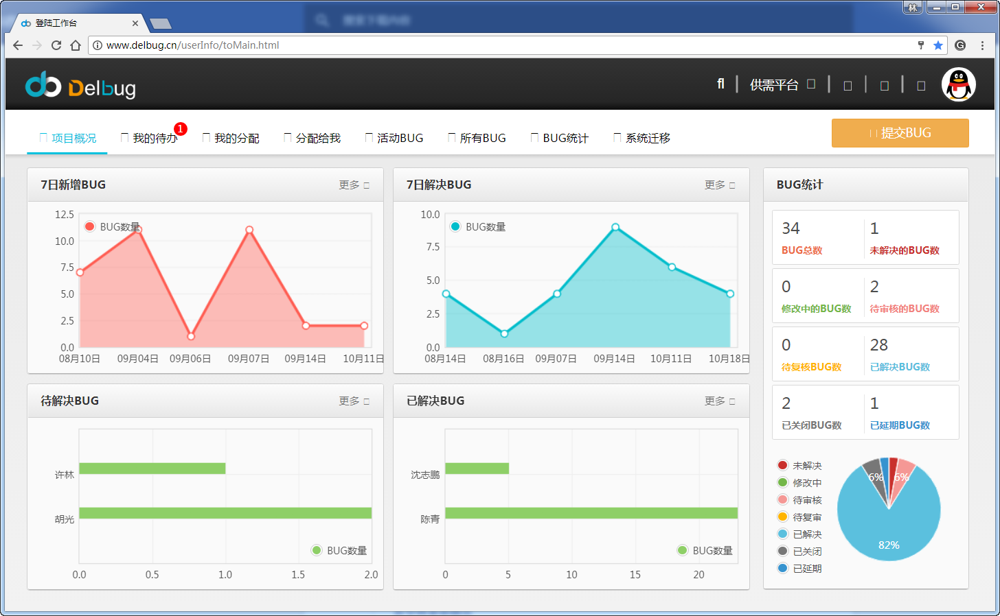 林
登陆工作台
www.delbug.cn/userInfo/toMain.html
Delbug
供需平台
项目概况 我的待办 1 我的分配 分配给我 活动BUG 所有BUG BUG统计 系统迁移
提交BUG
7日新增BUG 更多
BUG数量
12.5
10.0
7.5
5.0
2.5
0.0
08月10日 09月04日 09月06日 09月07日 09月14日 10月11日
7日解决BUG 更多
BUG数量
10.0
7.5
5.0
2.5
0.0
08月14日 08月16日 09月07日 09月14日 10月11日 10月18日
待解决BUG 更多
许林
胡光
BUG数量
0.0 0.5 1.0 1.5 2.0
已解决BUG 更多
沈志鹏
陈青
BUG数量
0 5 10 15 20
BUG统计
34 1
BUG总数 未解决的BUG数
0 2
修改中的BUG数 待审核的BUG数
0 28
待复核BUG数 已解决BUG数
2 1
已关闭BUG数 已延期BUG数
未解决
修改中
待审核
待复审
已解决
已关闭
已延期
6% 6%
82%